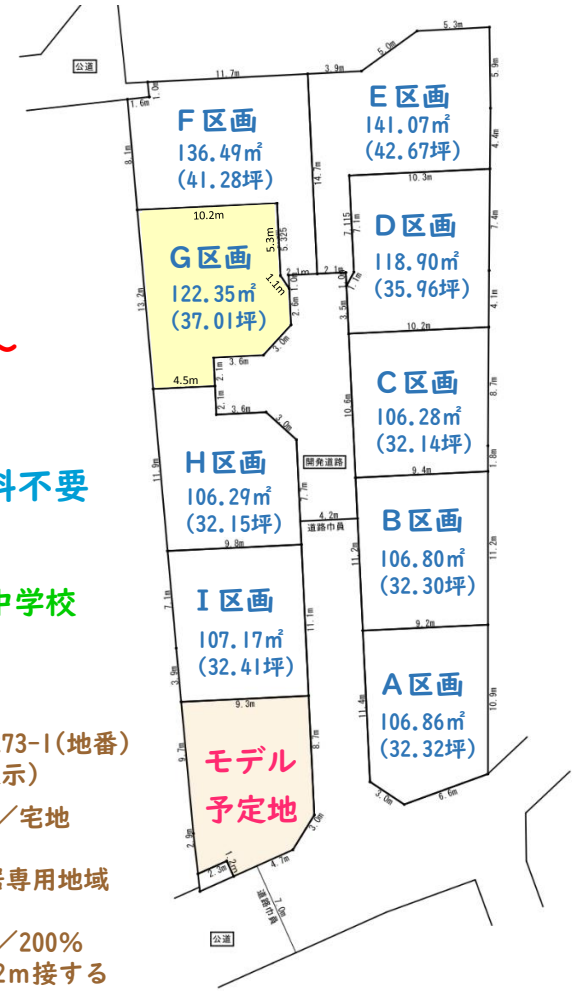 公道
11.7m
3.9m
5.0m
5.3m
5.9m
4.4m
1.0m
1.6m
8.1m
F区画
136.49㎡
(41.28坪)
14.7m
E区画
141.07㎡
(42.67坪)
10.3m
10.2m
5.3m
5.325
7.115
7.1m
7.4m
D区画
118.90㎡
(35.96坪)
G区画
122.35㎡
(37.01坪)
13.2m
1.1m
2.1m
2.1m
1.0m
1.0m
1.1m
2.6m
3.5m
4.1m
3.0m
10.2m
3.6m
2.1m
4.5m
2.1m
3.6m
3.0m
〜
C区画
106.28㎡
(32.14坪)
10.6m
8.7m
1.8m
9.4m
H区画
106.29㎡
(32.15坪)
11.9m
7.7m
9.8m
開発道路
4.2m
道路巾員
料不要
B区画
106.80㎡
(32.30坪)
11.2m
11.2m
9.2m
中学校
I区画
107.17㎡
(32.41坪)
7.1m
3.9m
11.1m
9.3m
A区画
106.86㎡
(32.32坪)
11.4m
10.9m
3.0m
6.6m
モデル
予定地
9.7m
8.7m
2.9m
3.0m
1.2m
2.3m
4.7m
道路巾員
7.0m
公道
273-1(地番)
示)
/宅地
専用地域
/200%
2m接する